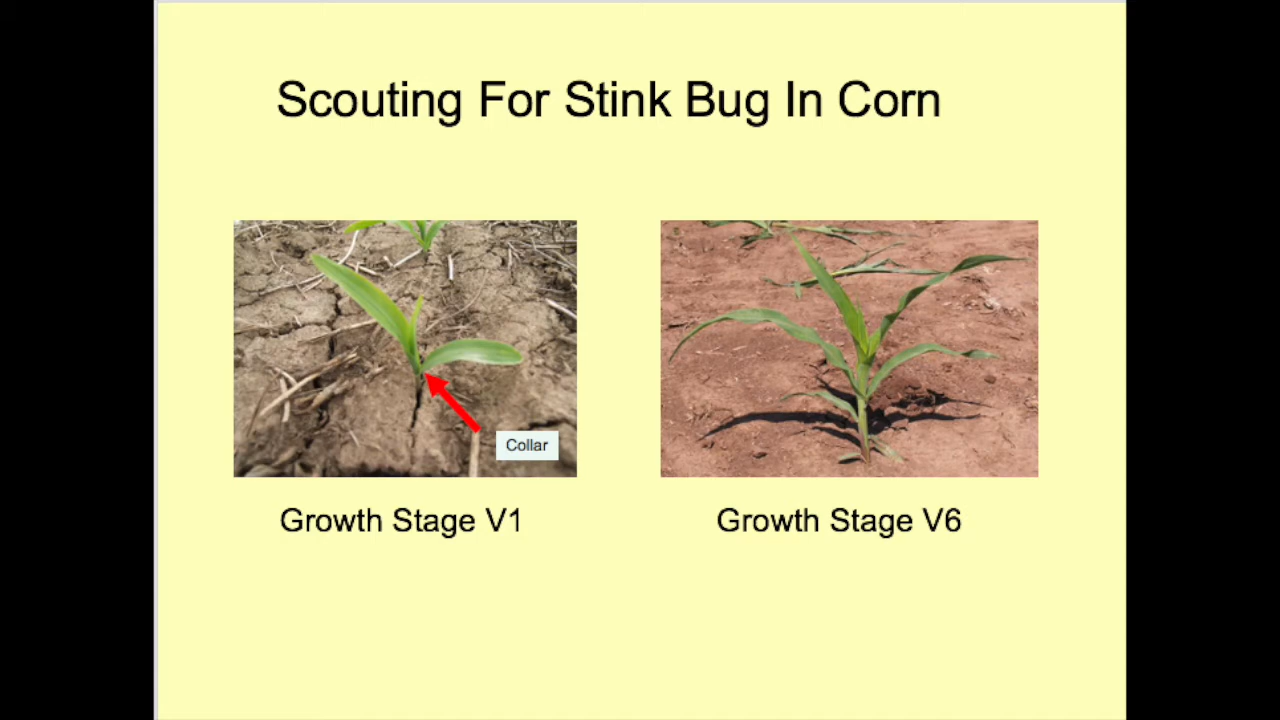 Scouting For Stink Bug In Corn
Collar
Growth Stage V1
Growth Stage V6